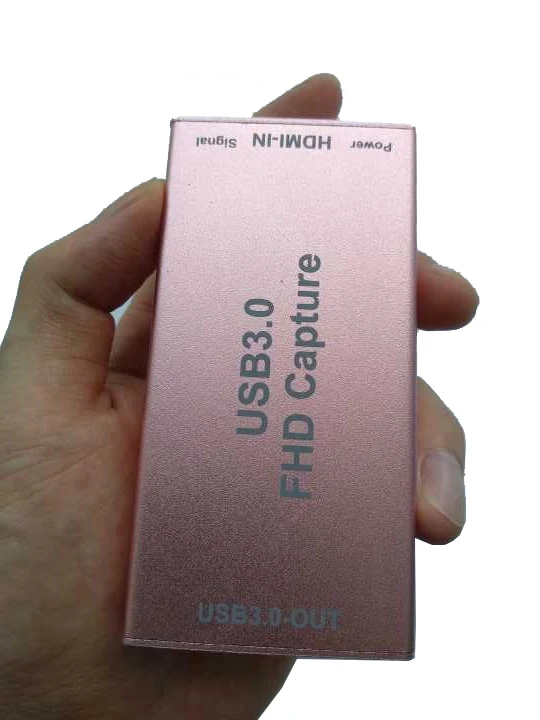 Signal HDMI-IN Power
USB3.0
FHD Capture
USB3.0-OUT